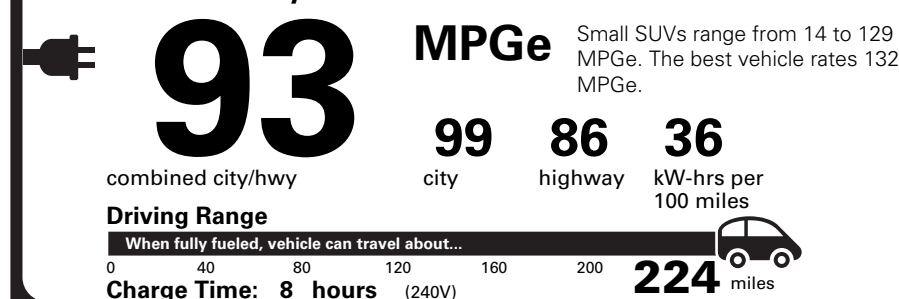 93
MPGe
Small SUVs range from 14 to 129
MPGe. The best vehicle rates 132
MPGe.
99
86
36
combined city/hwy
city
highway
kW-hrs per
100 miles
Driving Range
When fully fueled, vehicle can travel about...
0 40 80 120 160 200 224 miles
Charge Time: 8 hours (240V)